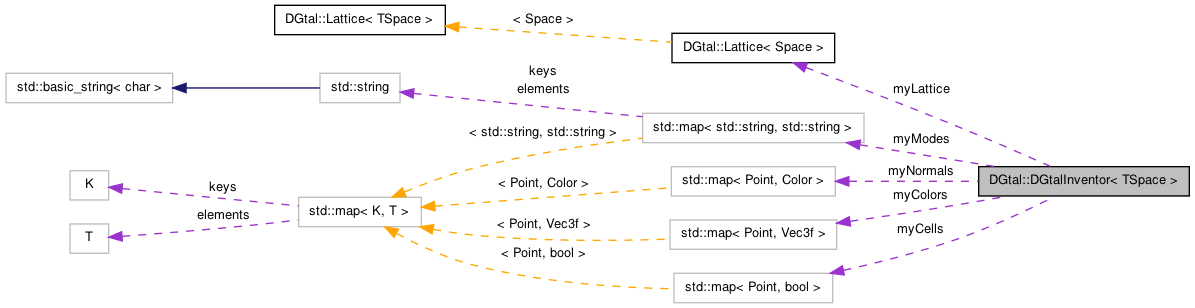 DGtal::Lattice< TSpace >
< Space >
DGtal::Lattice< Space >
std::basic_string< char >
std::string
keys
elements
myLattice
std::map< std::string, std::string >
< std::string, std::string >
myModes
K
keys
std::map< Point, Color >
< Point, Color >
myNormals
DGtal::DGtalInventor< TSpace >
myColors
T
elements
std::map< K, T >
< Point, Vec3f >
std::map< Point, Vec3f >
myCells
< Point, bool >
std::map< Point, bool >